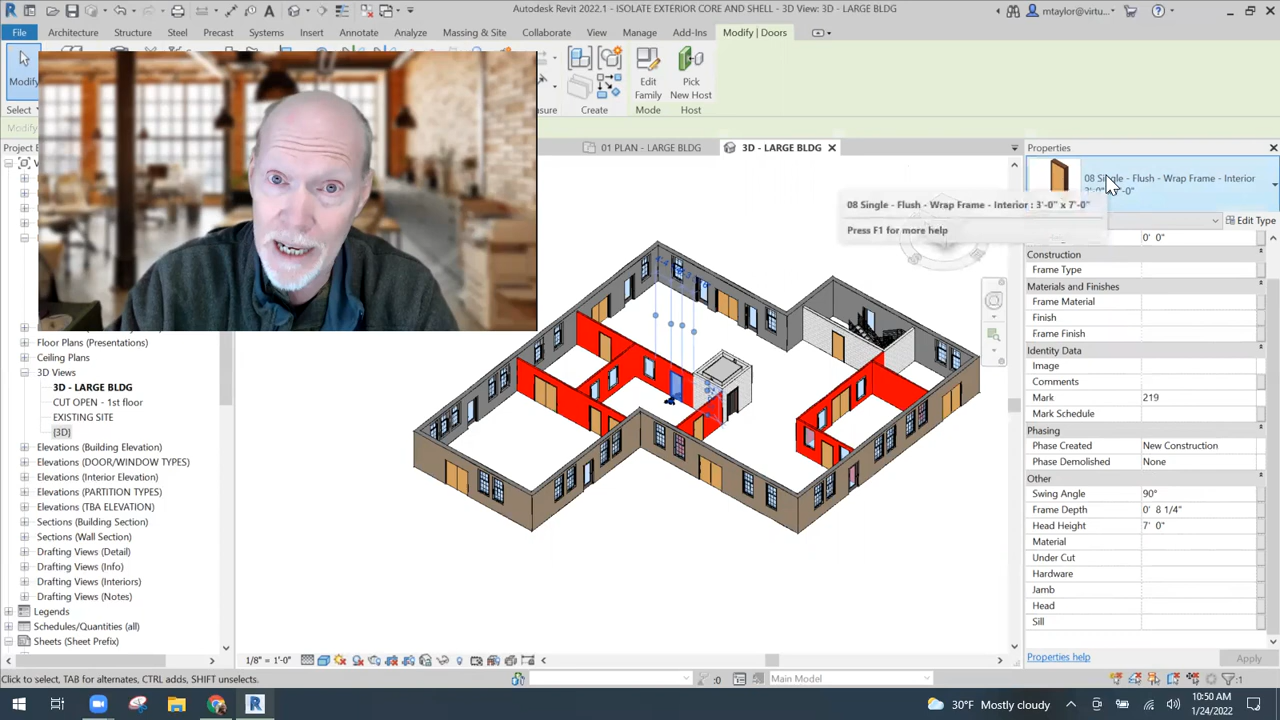 Autodesk Revit 2022.1 - ISOLATE EXTERIOR CORE AND SHELL - 3D View: 3D - LARGE BLDG
mtaylor@virtu...
File Architecture Structure Steel Precast Systems Insert Annotate Analyze Massing & Site Collaborate View Manage Add-Ins Modify | Doors
Modify
Edit Family
Pick New Host
Select
Create
Mode
Host
01 PLAN - LARGE BLDG
3D - LARGE BLDG
Properties
08 Single - Flush - Wrap Frame - Interior
08 Single - Flush - Wrap Frame - Interior : 3'-0" x 7'-0"
Press F1 for more help
Edit Type
0' 0"
Construction
Frame Type
Materials and Finishes
Frame Material
Finish
Frame Finish
Identity Data
Image
Comments
Mark 219
Mark Schedule
Phasing
Phase Created New Construction
Phase Demolished None
Other
Swing Angle 90°
Frame Depth 0' 8 1/4"
Head Height 7' 0"
Material
Under Cut
Hardware
Jamb
Head
Sill
Properties help
Apply
Floor Plans (Presentations)
Ceiling Plans
3D Views
3D - LARGE BLDG
CUT OPEN - 1st floor
EXISTING SITE
{3D}
Elevations (Building Elevation)
Elevations (DOOR/WINDOW TYPES)
Elevations (Interior Elevation)
Elevations (PARTITION TYPES)
Elevations (TBA ELEVATION)
Sections (Building Section)
Sections (Wall Section)
Drafting Views (Detail)
Drafting Views (Info)
Drafting Views (Interiors)
Drafting Views (Notes)
Legends
Schedules/Quantities (all)
Sheets (Sheet Prefix)
1/8" = 1'-0"
Click to select, TAB for alternates, CTRL adds, SHIFT unselects.
:0
Main Model
30°F Mostly cloudy
10:50 AM
1/24/2022